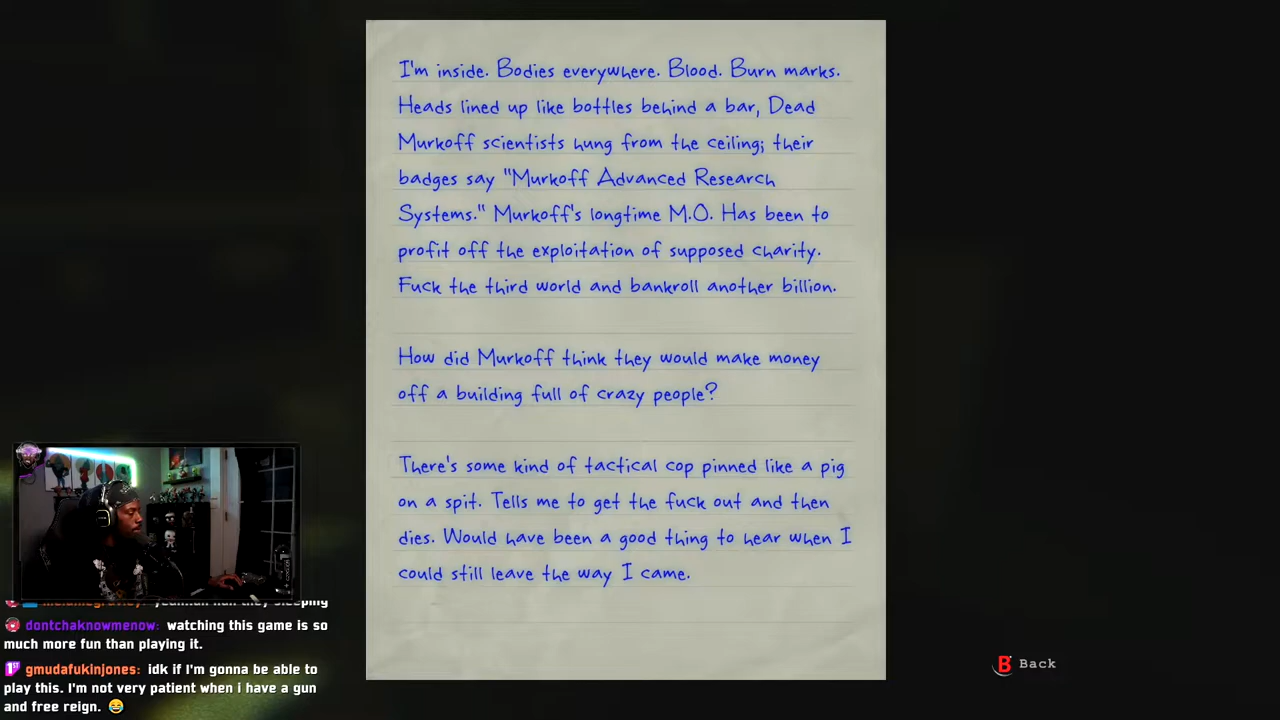 I'm inside. Bodies everywhere. Blood. Burn marks.
Heads lined up like bottles behind a bar, Dead
Murkoff scientists hung from the ceiling; their
badges say "Murkoff Advanced Research
Systems." Murkoff's longtime M.O. Has been to
profit off the exploitation of supposed charity.
Fuck the third world and bankroll another billion.
How did Murkoff think they would make money
off a building full of crazy people?
There's some kind of tactical cop pinned like a pig
on a spit. Tells me to get the fuck out and then
dies. Would have been a good thing to hear when I
could still leave the way I came.
B Back
sleeping
dontchaknowmenow: watching this game is so
much more fun than playing it.
gmudafukinjones: idk if I'm gonna be able to
play this. I'm not very patient when i have a gun
and free reign. 😂